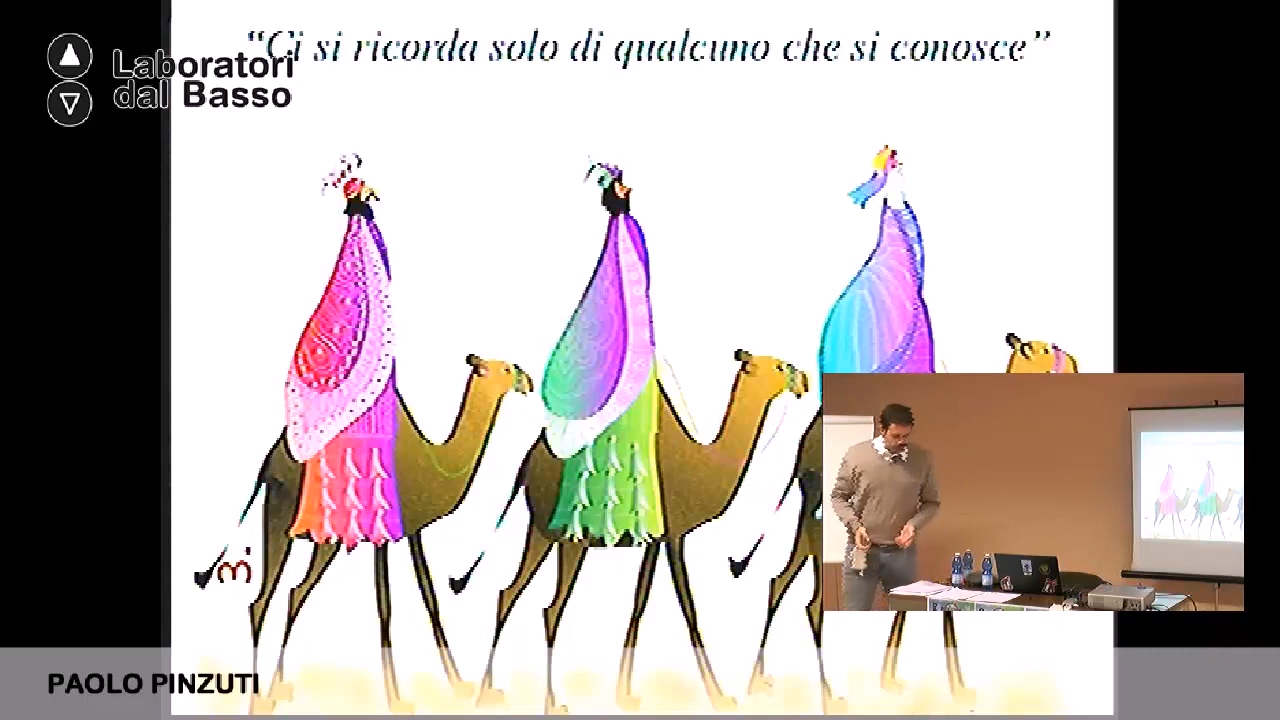 “Ci si ricorda solo di qualcuno che si conosce”
Laboratori
dal Basso
PAOLO PINZUTI